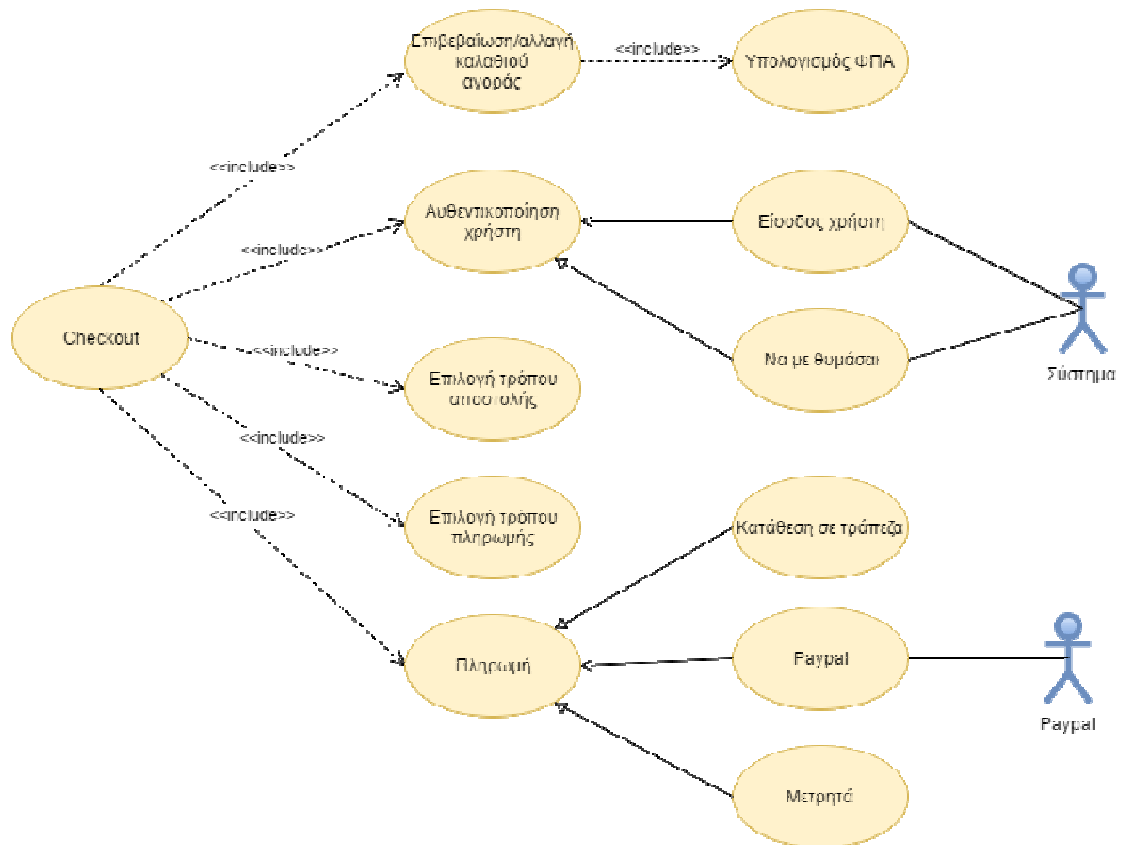 Επιβεβαίωση/αλλαγή
καλαθιού
αγοράς
<<include>>
Υπολογισμός ΦΠΑ
<<include>>
Αυθεντικοποίηση
χρήστη
Είσοδος χρήστη
<<include>>
Checkout
<<include>>
Επιλογή τρόπου
αποστολής
Να με θυμάσαι
Σύστημα
<<include>>
Επιλογή τρόπου
πληρωμής
Κατάθεση σε τράπεζα
<<include>>
Πληρωμή
Paypal
Paypal
Μετρητά